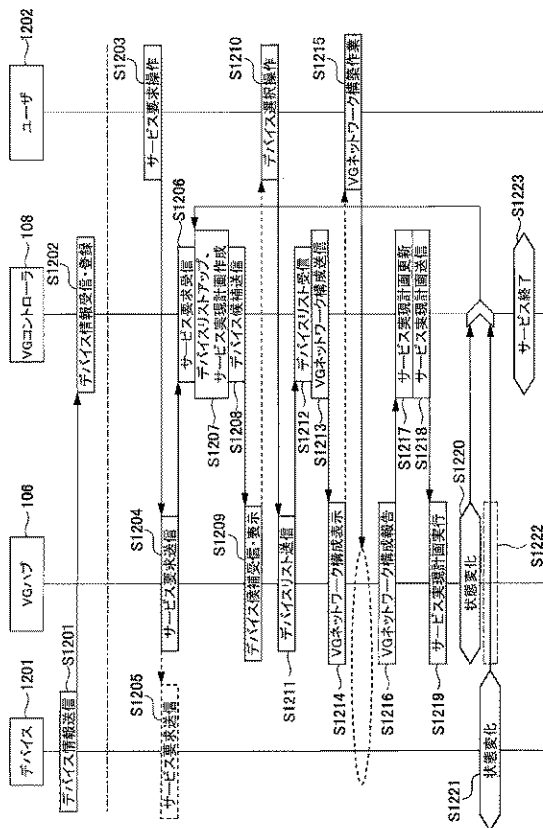 デバイス
1201
VGハブ
106
VGコントローラ
108
ユーザ
1202
デバイス情報送信
S1201
S1202
デバイス情報受信・登録
S1203
サービス要求操作
S1204
サービス要求送信
S1205
サービス要求送信
S1206
サービス要求受信
デバイスリストアップ、
サービス実現計画作成
S1207
デバイス候補送信
S1208
S1209
デバイス候補受信・表示
S1210
デバイス選択操作
デバイスリスト送信
S1211
S1212
デバイスリスト受信
S1213
VGネットワーク構成送信
VGネットワーク構成表示
S1214
S1215
VGネットワーク構築作業
VGネットワーク構成報告
S1216
サービス実現計画更新
S1217
サービス実現計画送信
S1218
サービス実現計画実行
S1219
状態変化
S1220
状態変化
S1221
S1222
S1223
サービス終了